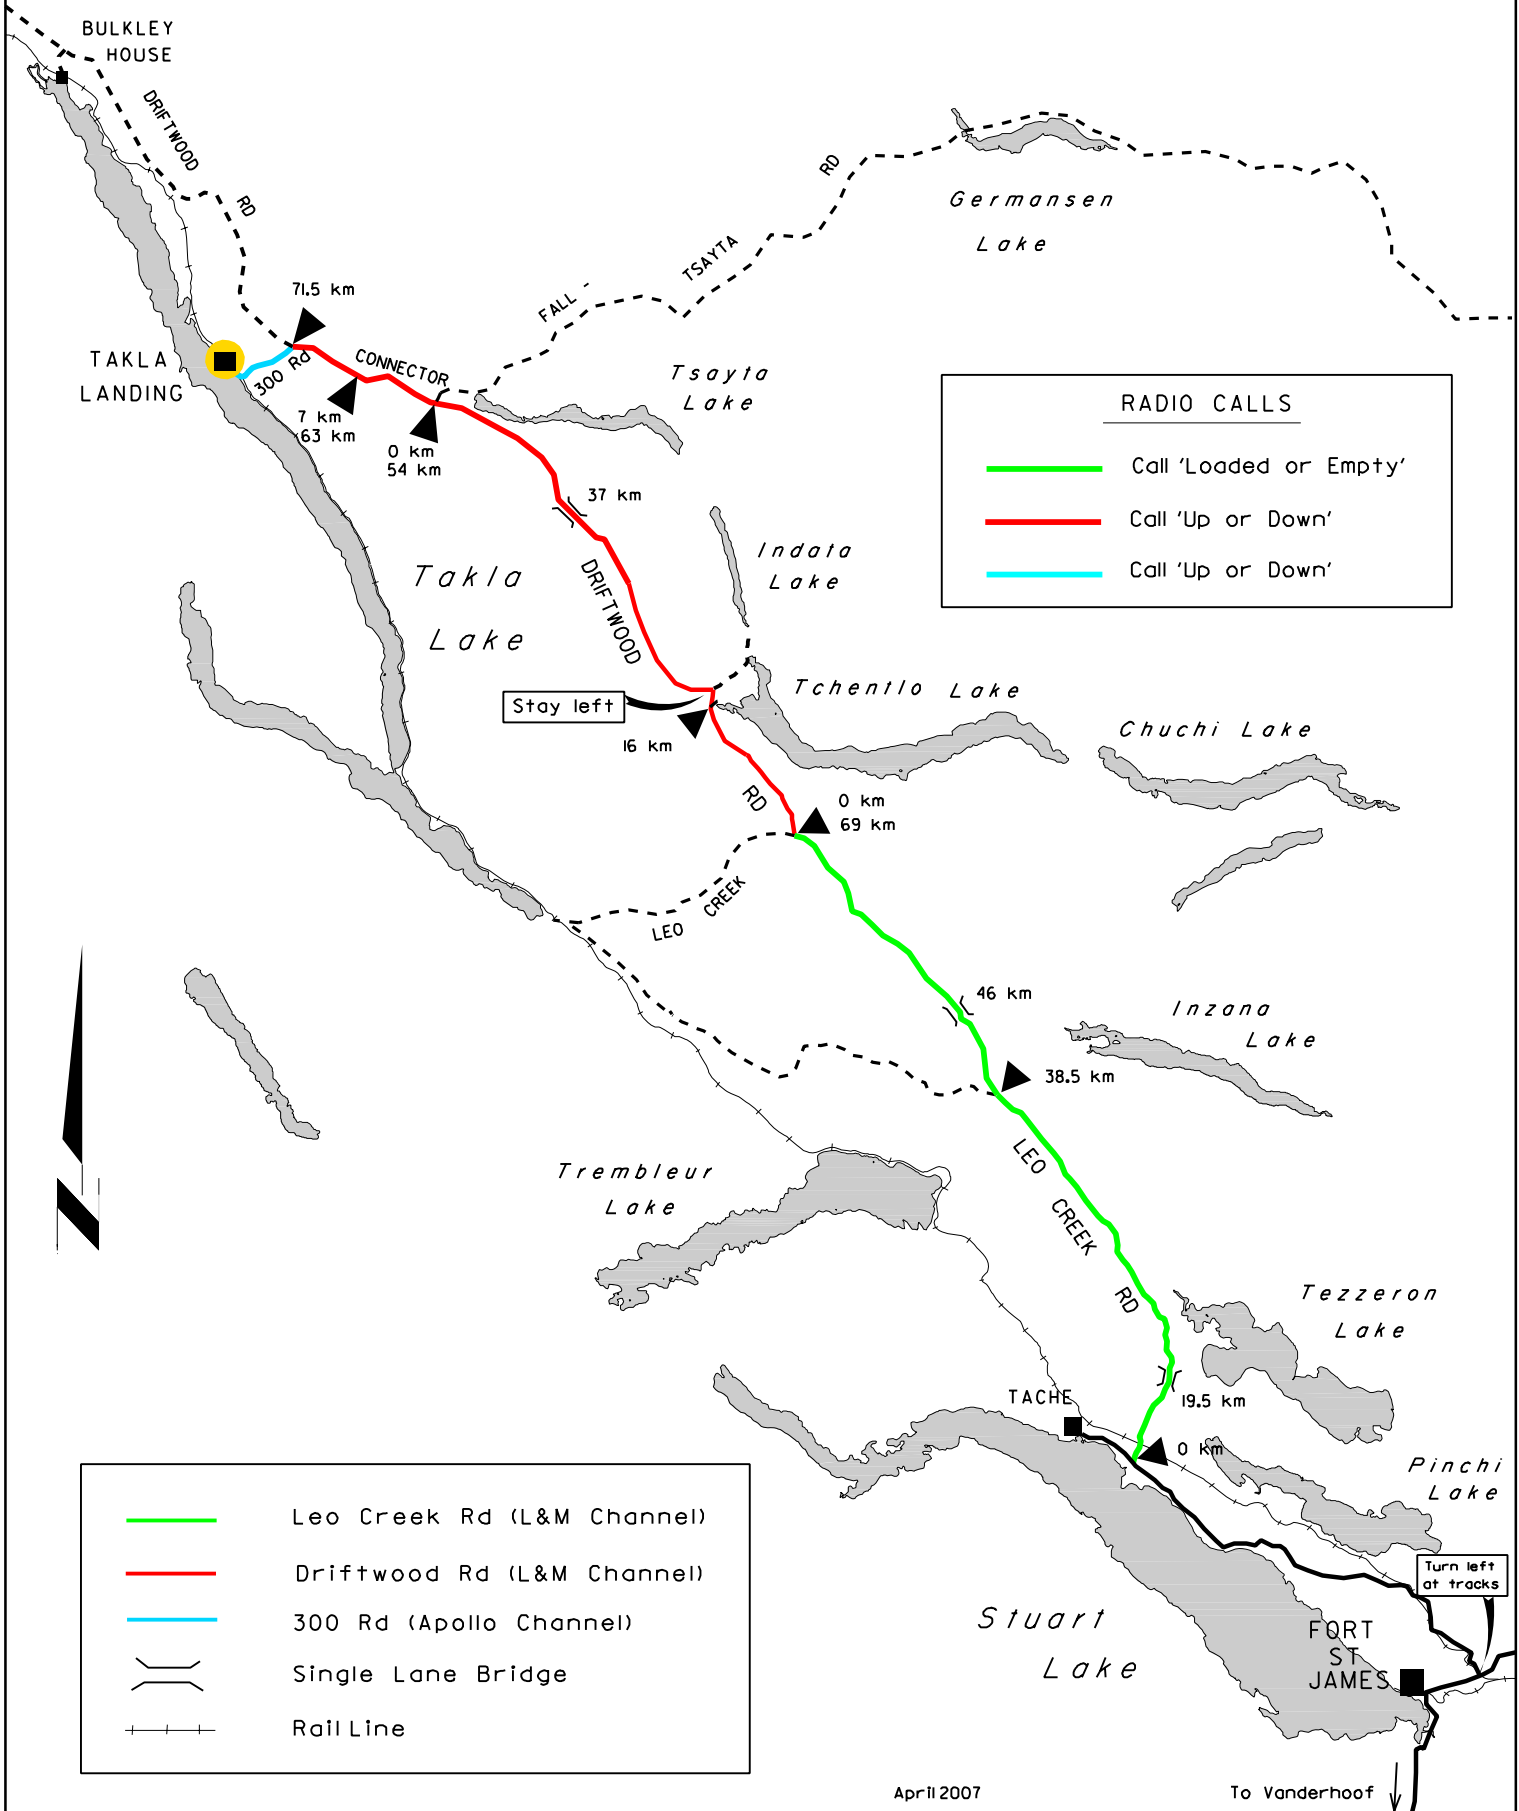 BULKLEY
HOUSE
DRIFTWOOD
RD
71.5 km
TAKLA
LANDING
300 Rd
CONNECTOR
7 km
63 km
0 km
54 km
FALL -
TSAYTA
RD
Germansen
Lake
Tsayta
Lake
RADIO CALLS
Call 'Loaded or Empty'
Call 'Up or Down'
Call 'Up or Down'
37 km
Takla
Lake
DRIFTWOOD
RD
Indata
Lake
Stay left
16 km
Tchentlo Lake
Chuchi Lake
0 km
69 km
LEO
CREEK
46 km
Inzana
Lake
38.5 km
Trembleur
Lake
LEO
CREEK
RD
Tezzeron
Lake
TACHE
19.5 km
0 km
Pinchi
Lake
Turn left
at tracks
Stuart
Lake
FORT
ST
JAMES
Leo Creek Rd (L&M Channel)
Driftwood Rd (L&M Channel)
300 Rd (Apollo Channel)
Single Lane Bridge
Rail Line
N
April 2007
To Vanderhoof